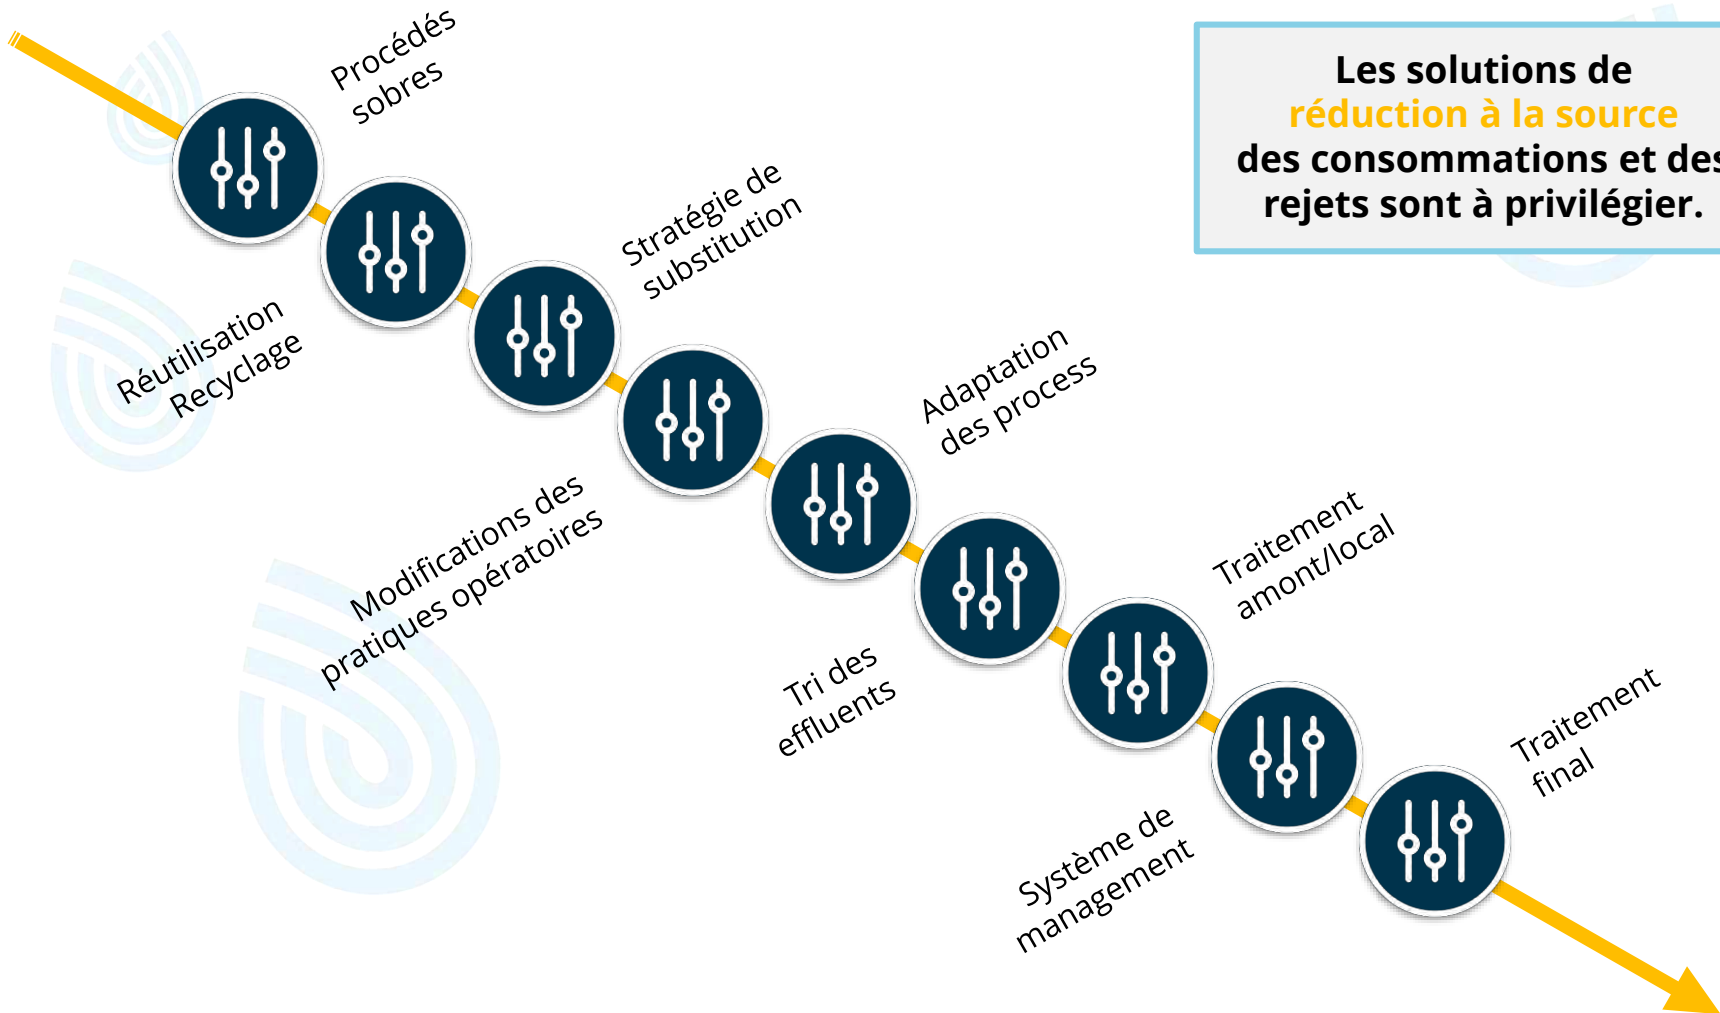 Procédés
sobres
Les solutions de
réduction à la source
des consommations et des
rejets sont à privilégier.
Réutilisation
Recyclage
Stratégie de
substitution
Modifications des
pratiques opératoires
Adaptation
des process
Tri des
effluents
Traitement
amont/local
Système de
management
Traitement
final